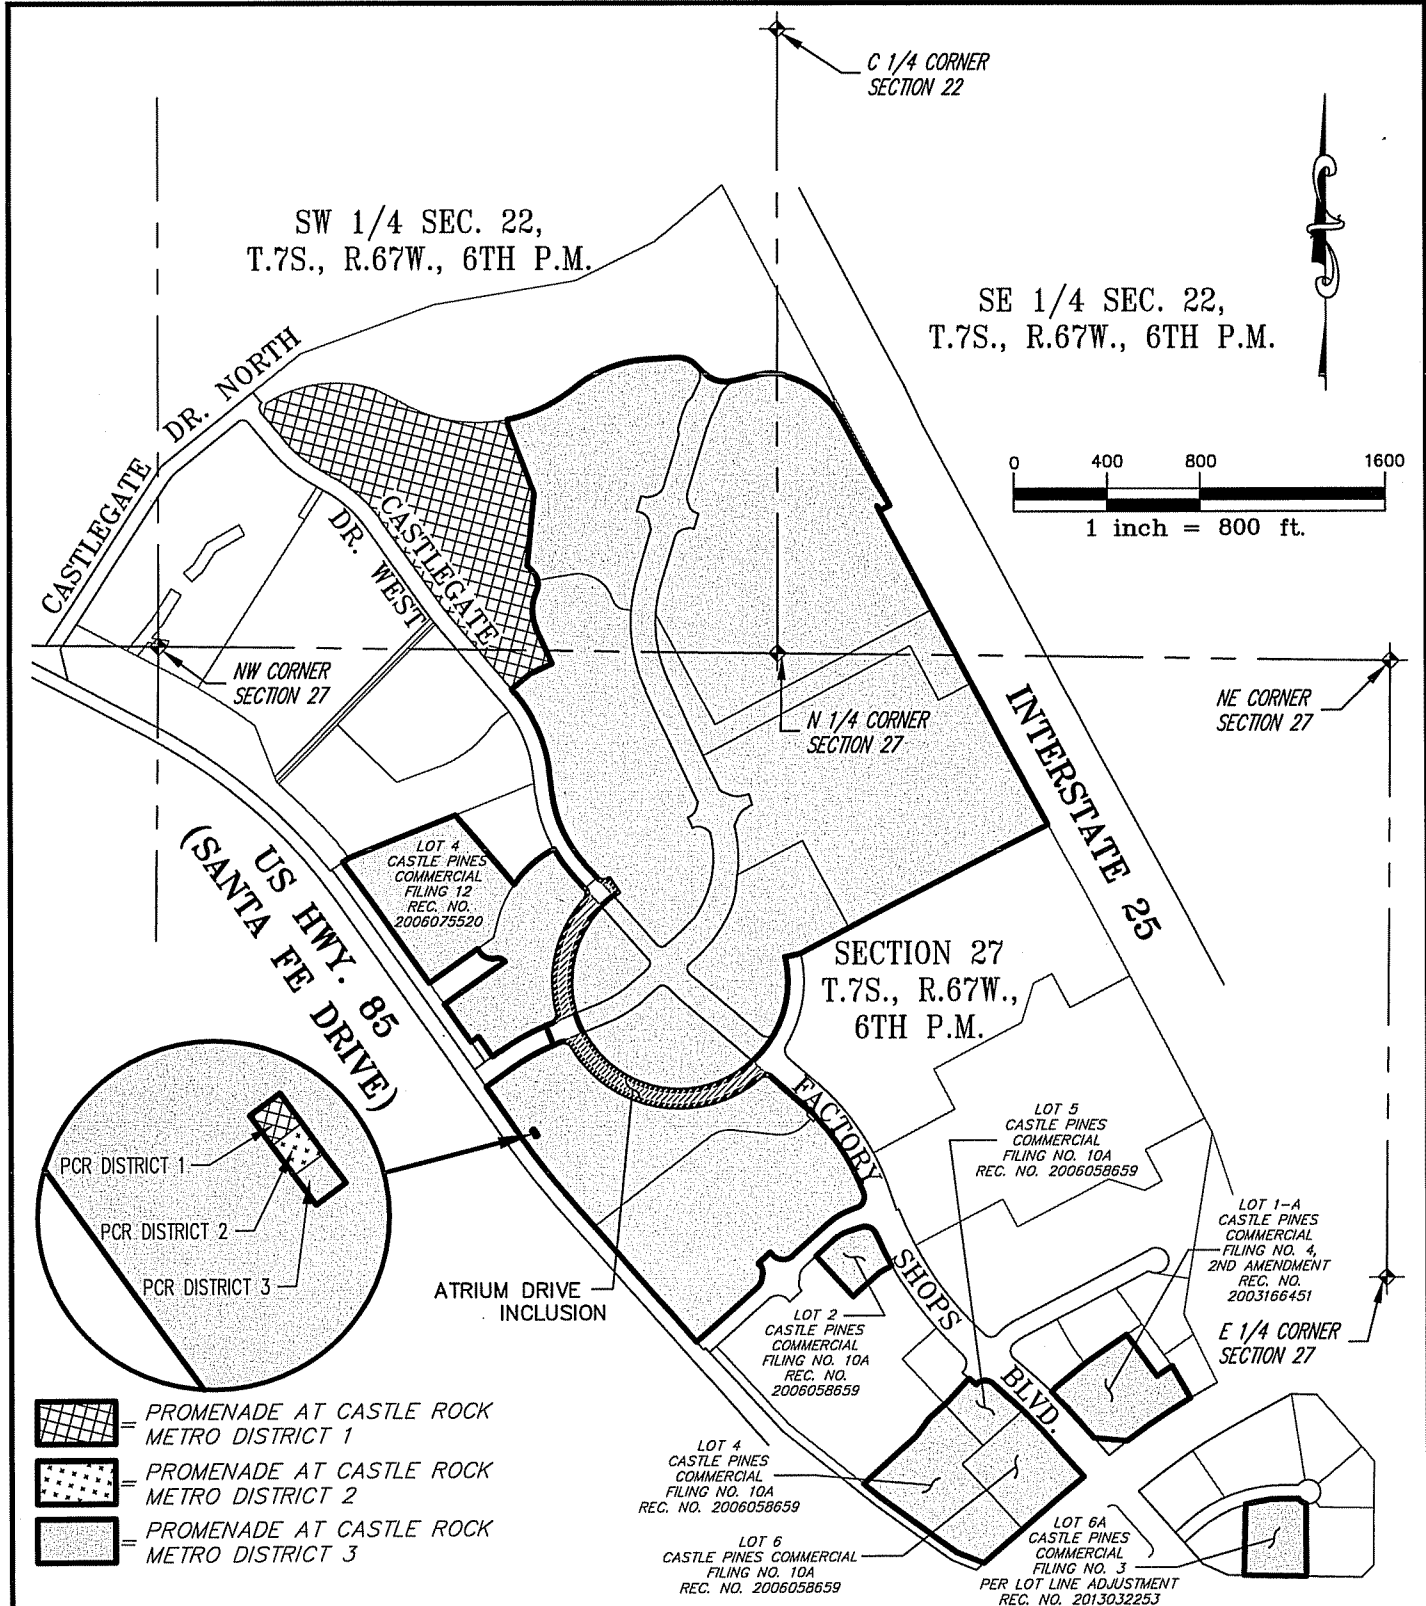 C 1/4 CORNER
SECTION 22
SW 1/4 SEC. 22,
T.7S., R.67W., 6TH P.M.
SE 1/4 SEC. 22,
T.7S., R.67W., 6TH P.M.
0 400 800 1600
1 inch = 800 ft.
CASTLEGATE DR. NORTH
CASTLEGATE
DR. WEST
NW CORNER
SECTION 27
N 1/4 CORNER
SECTION 27
NE CORNER
SECTION 27
INTERSTATE 25
US HWY. 85
(SANTA FE DRIVE)
LOT 4
CASTLE PINES
COMMERCIAL
FILING 12
REC. NO.
2006075520
SECTION 27
T.7S., R.67W.,
6TH P.M.
FACTORY SHOPS BLVD.
PCR DISTRICT 1
PCR DISTRICT 2
PCR DISTRICT 3
ATRIUM DRIVE
INCLUSION
LOT 5
CASTLE PINES
COMMERCIAL
FILING NO. 10A
REC. NO. 2006058659
LOT 1-A
CASTLE PINES
COMMERCIAL
FILING NO. 4,
2ND AMENDMENT
REC. NO.
2003166451
E 1/4 CORNER
SECTION 27
LOT 2
CASTLE PINES
COMMERCIAL
FILING NO. 10A
REC. NO.
2006058659
= PROMENADE AT CASTLE ROCK
METRO DISTRICT 1
= PROMENADE AT CASTLE ROCK
METRO DISTRICT 2
= PROMENADE AT CASTLE ROCK
METRO DISTRICT 3
LOT 4
CASTLE PINES
COMMERCIAL
FILING NO. 10A
REC. NO. 2006058659
LOT 6
CASTLE PINES COMMERCIAL
FILING NO. 10A
REC. NO. 2006058659
LOT 6A
CASTLE PINES
COMMERCIAL
FILING NO. 3
PER LOT LINE ADJUSTMENT
REC. NO. 2013032253